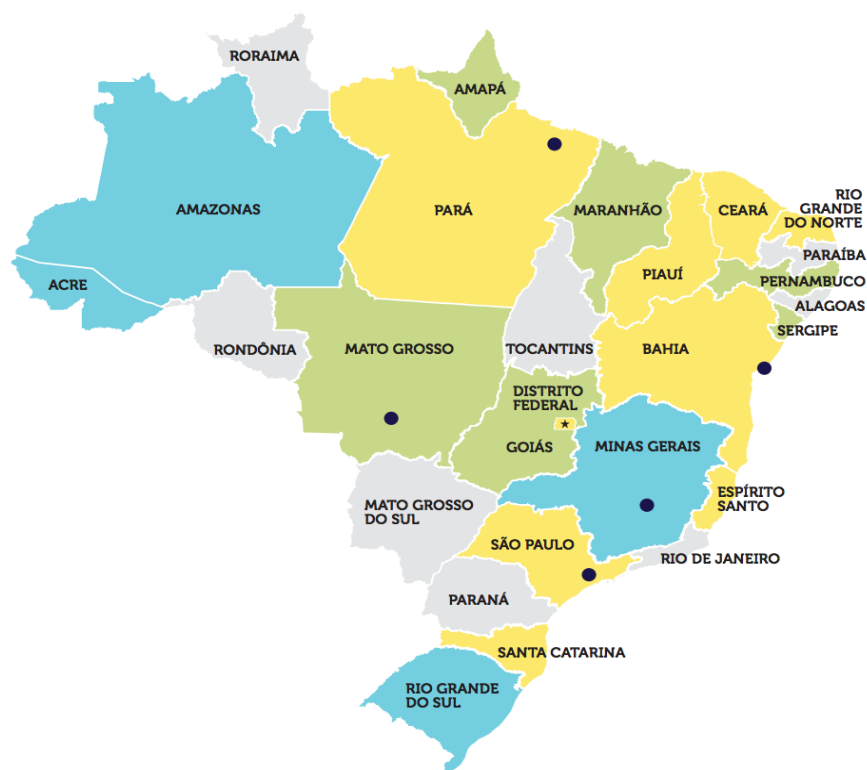 RORAIMA
AMAPÁ
AMAZONAS
PARÁ
MARANHÃO
CEARÁ
RIO
GRANDE
DO NORTE
PARAÍBA
PIAUÍ
PERNAMBUCO
ACRE
ALAGOAS
SERGIPE
RONDÔNIA
MATO GROSSO
TOCANTINS
BAHIA
DISTRITO
FEDERAL
GOIÁS
MINAS GERAIS
ESPÍRITO
SANTO
MATO GROSSO
DO SUL
SÃO PAULO
RIO DE JANEIRO
PARANÁ
SANTA CATARINA
RIO GRANDE
DO SUL